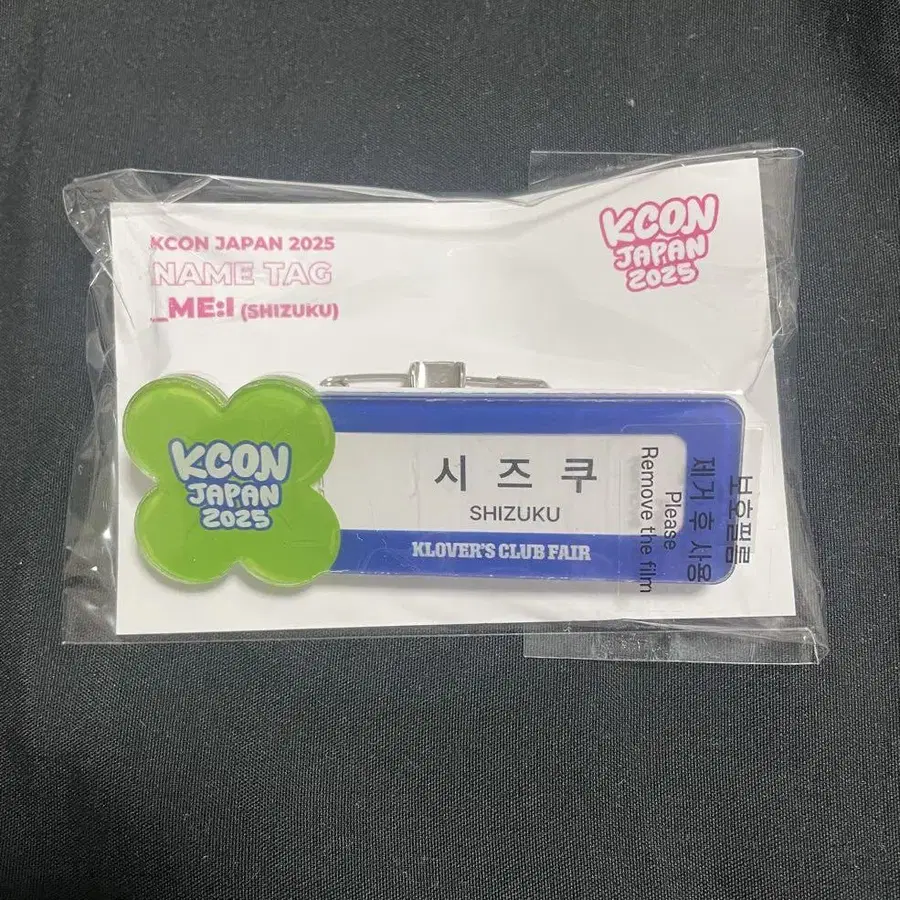 KCON JAPAN 2025
NAME TAG
_ME:I (SHIZUKU)
KCON
JAPAN
2025
KCON
JAPAN
2025
시즈쿠
SHIZUKU
KLOVER'S CLUB FAIR
보호필름
제거 후 사용
Please
Remove the film